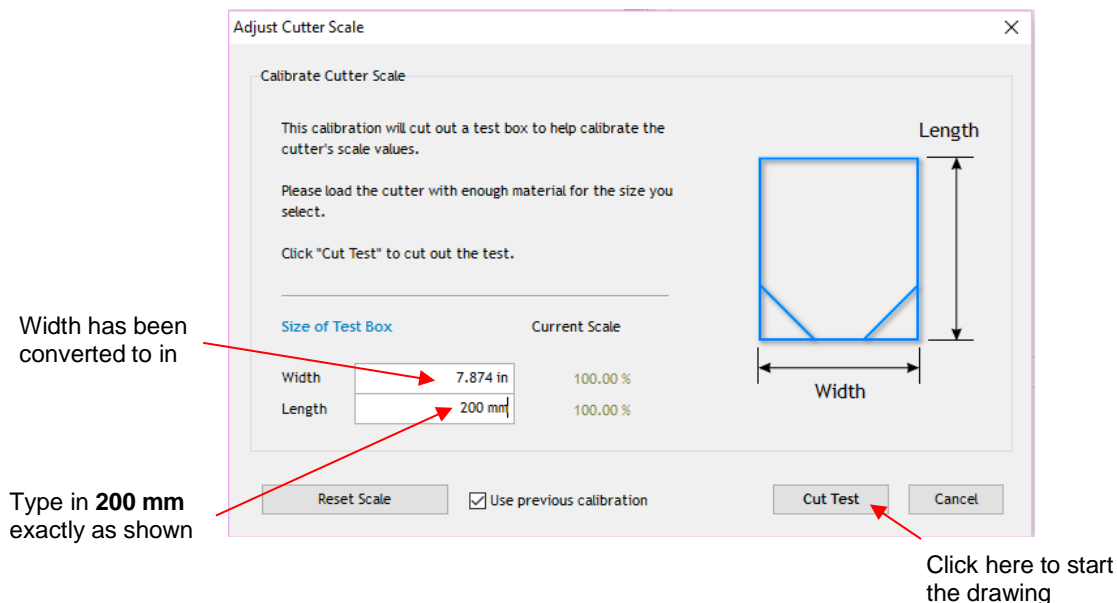 Adjust Cutter Scale
Calibrate Cutter Scale
This calibration will cut out a test box to help calibrate the
cutter's scale values.
Please load the cutter with enough material for the size you
select.
Click "Cut Test" to cut out the test.
Length
Width has been
converted to in
Size of Test Box Current Scale
Width 7.874 in 100.00 %
Length 200 mm 100.00 %
Width
Type in 200 mm
exactly as shown
Reset Scale Use previous calibration Cut Test Cancel
Click here to start
the drawing